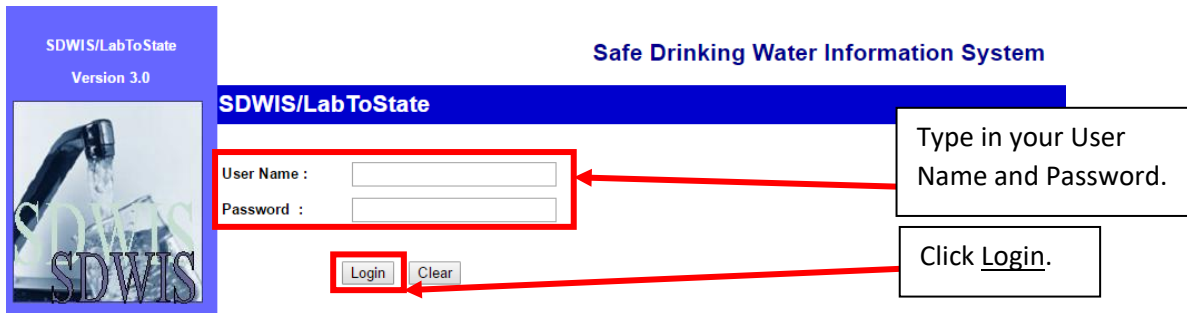 SDWIS/LabToState
Version 3.0
Safe Drinking Water Information System
SDWIS/LabToState
User Name :
Password :
Login Clear
Type in your User
Name and Password.
Click Login.
SDWIS
SDWIS